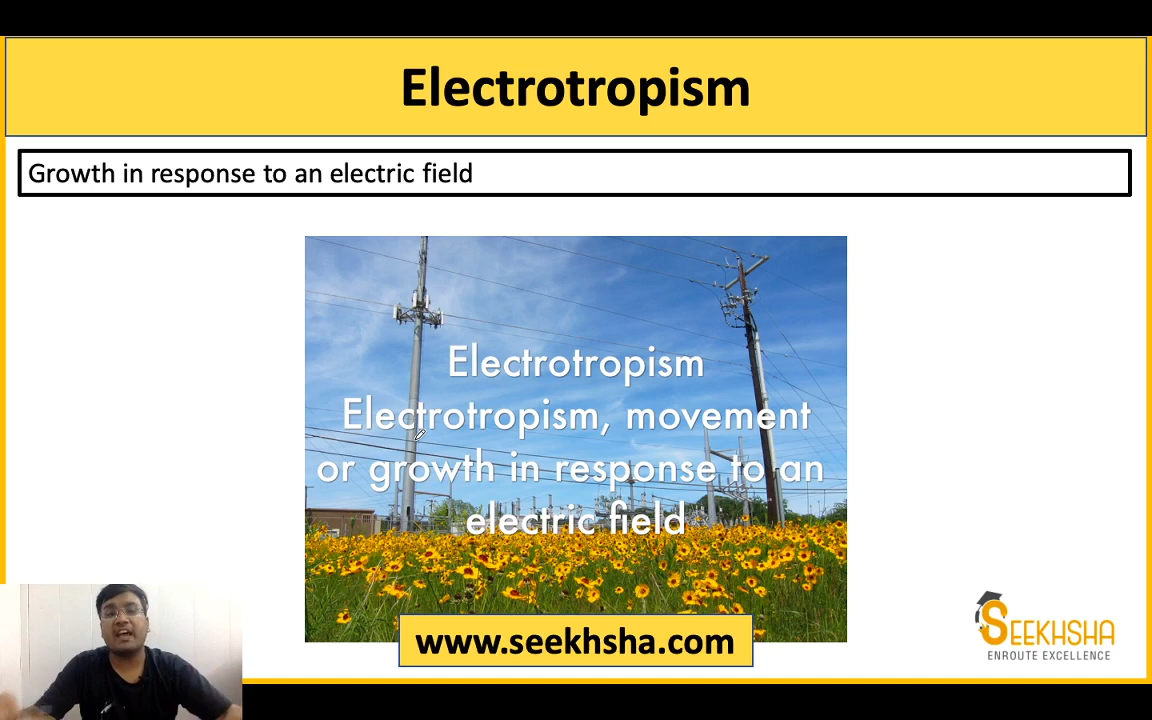 Electrotropism
Growth in response to an electric field
Electrotropism
Electrotropism, movement
or growth in response to an
electric field
www.seekhsha.com
SEEKHSHA
ENROUTE EXCELLENCE